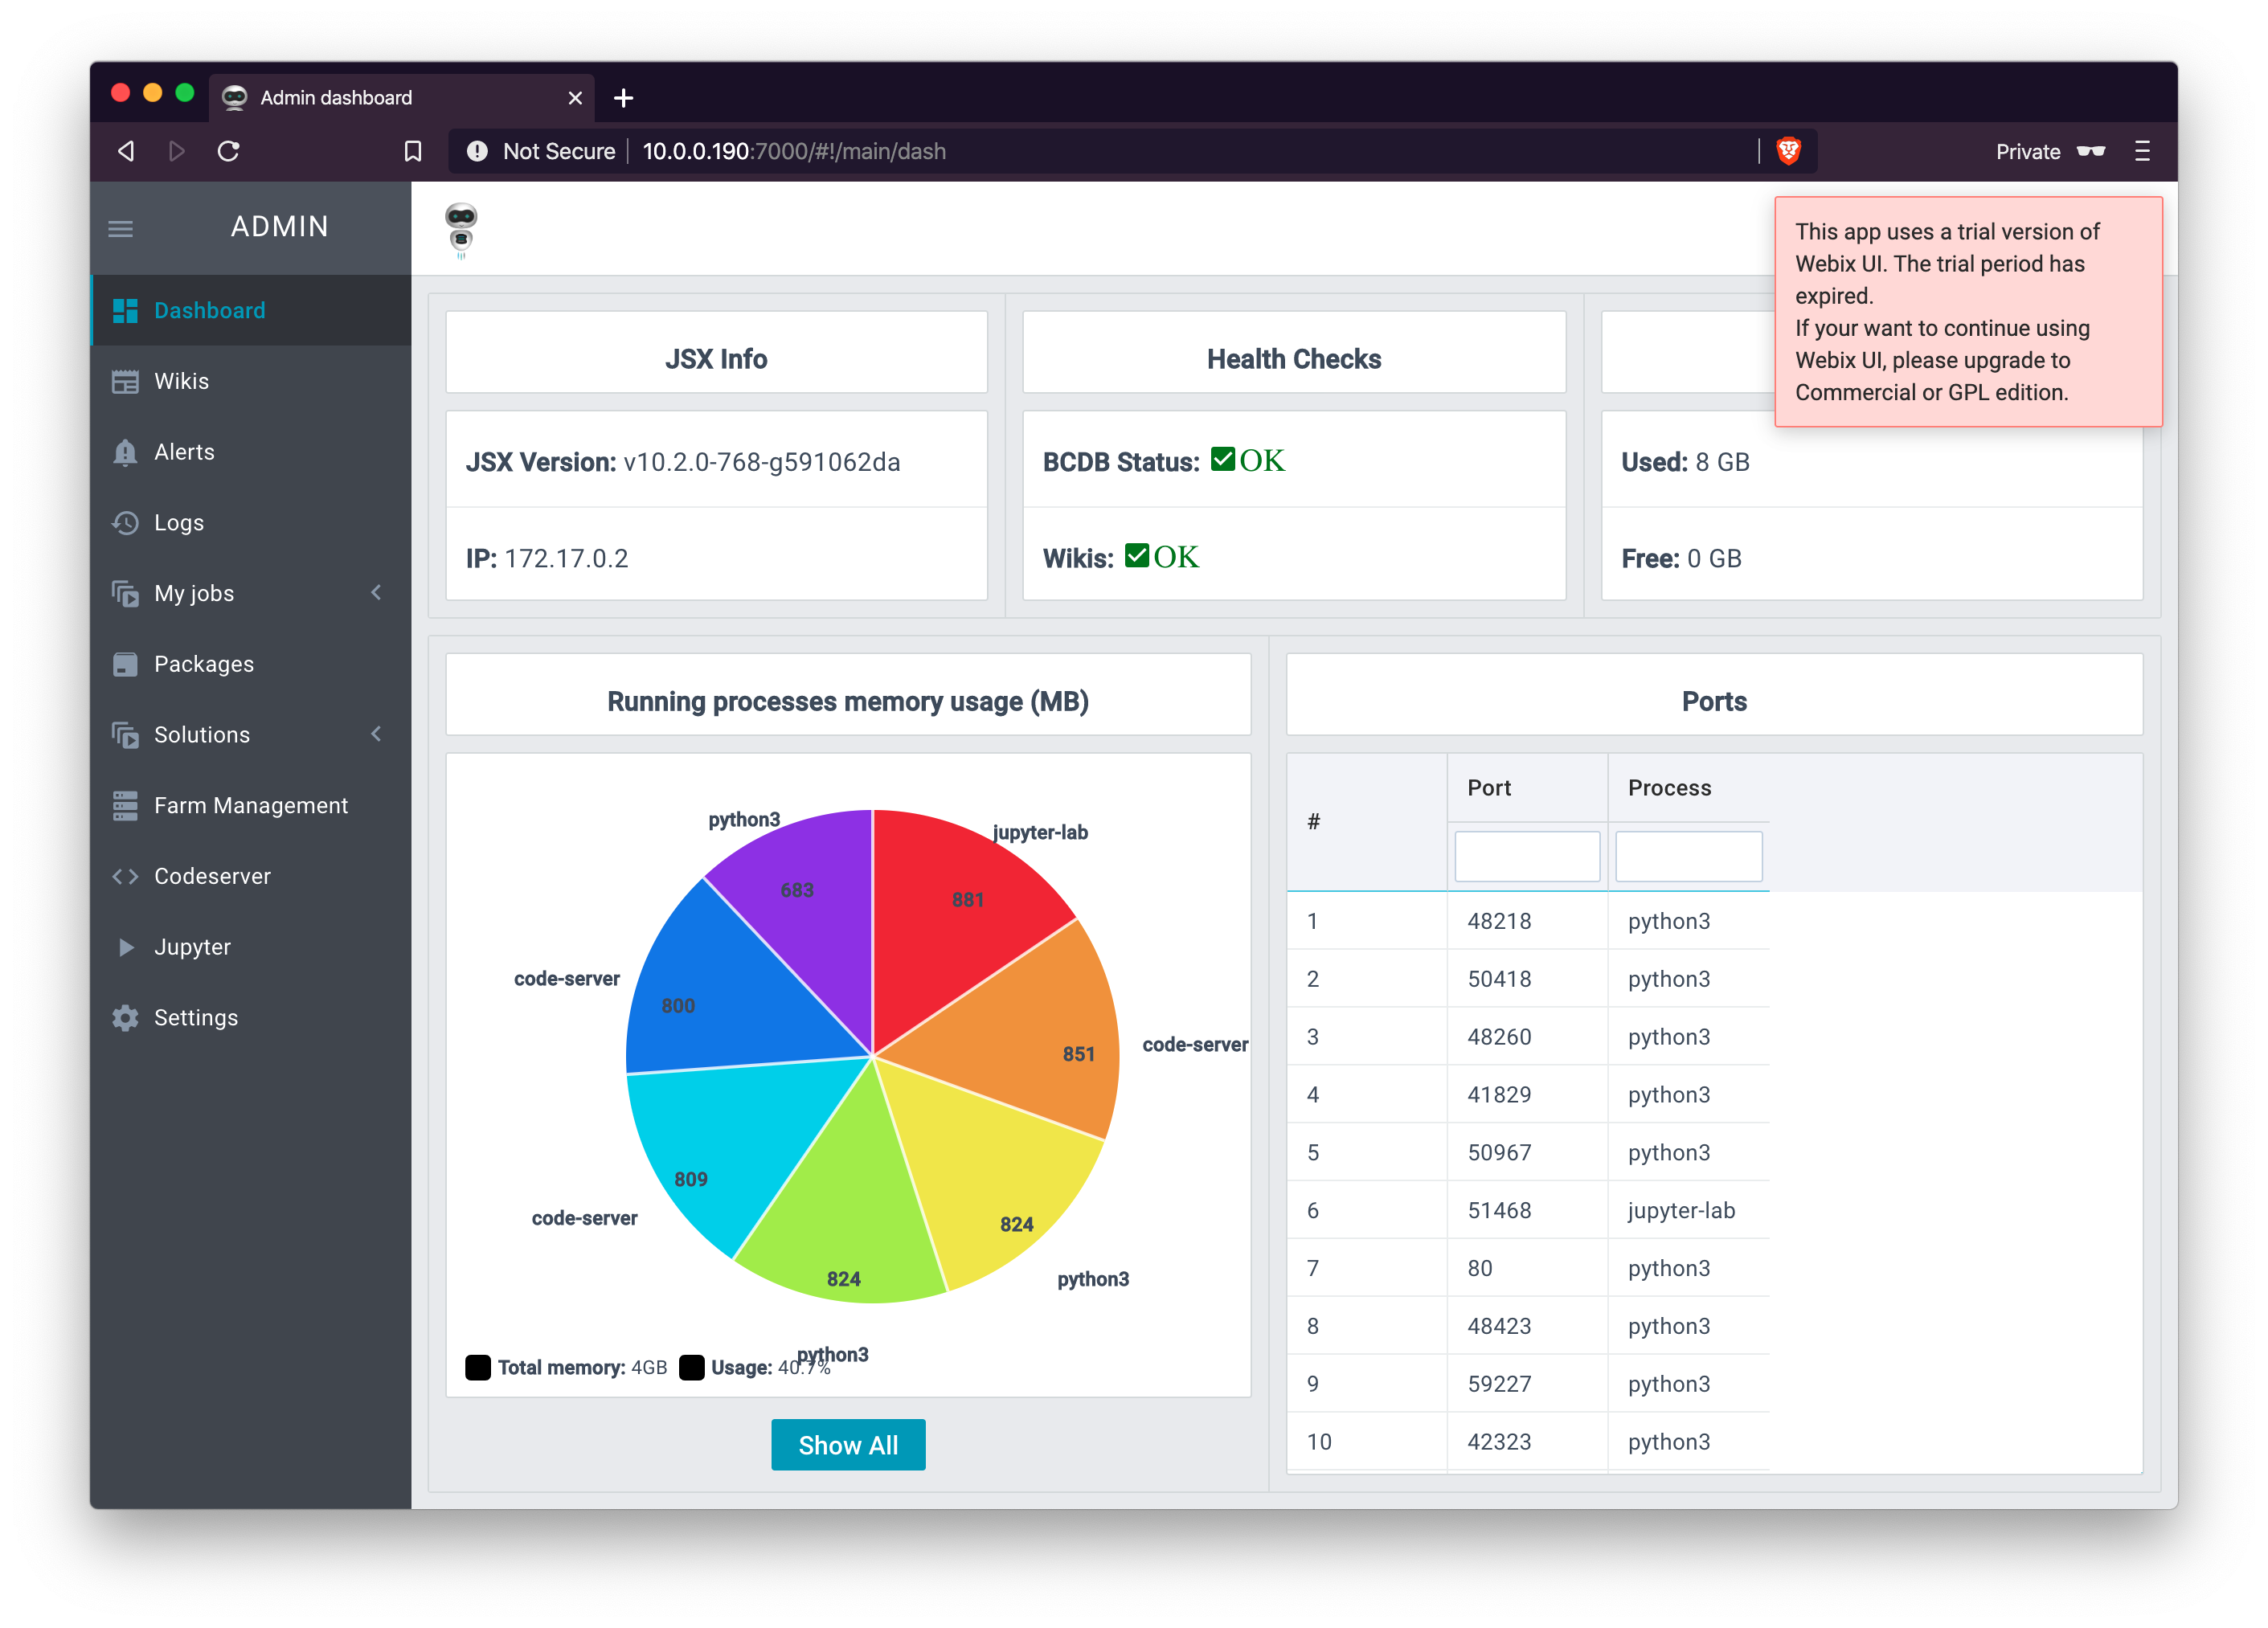 Admin dashboard
Not Secure 10.0.0.190:7000/#!/main/dash
Private
ADMIN
Dashboard
Wikis
Alerts
Logs
My jobs
Packages
Solutions
Farm Management
Codeserver
Jupyter
Settings
This app uses a trial version of
Webix UI. The trial period has
expired.
If your want to continue using
Webix UI, please upgrade to
Commercial or GPL edition.
JSX Info
JSX Version: v10.2.0-768-g591062da
IP: 172.17.0.2
Health Checks
BCDB Status: OK
Wikis: OK
Used: 8 GB
Free: 0 GB
Running processes memory usage (MB)
python3
jupyter-lab
683
881
code-server
800
851
code-server
809
code-server
824
python3
824
python3
Total memory: 4GB Usage: 40.7%
Show All
Ports
# Port Process
1 48218 python3
2 50418 python3
3 48260 python3
4 41829 python3
5 50967 python3
6 51468 jupyter-lab
7 80 python3
8 48423 python3
9 59227 python3
10 42323 python3